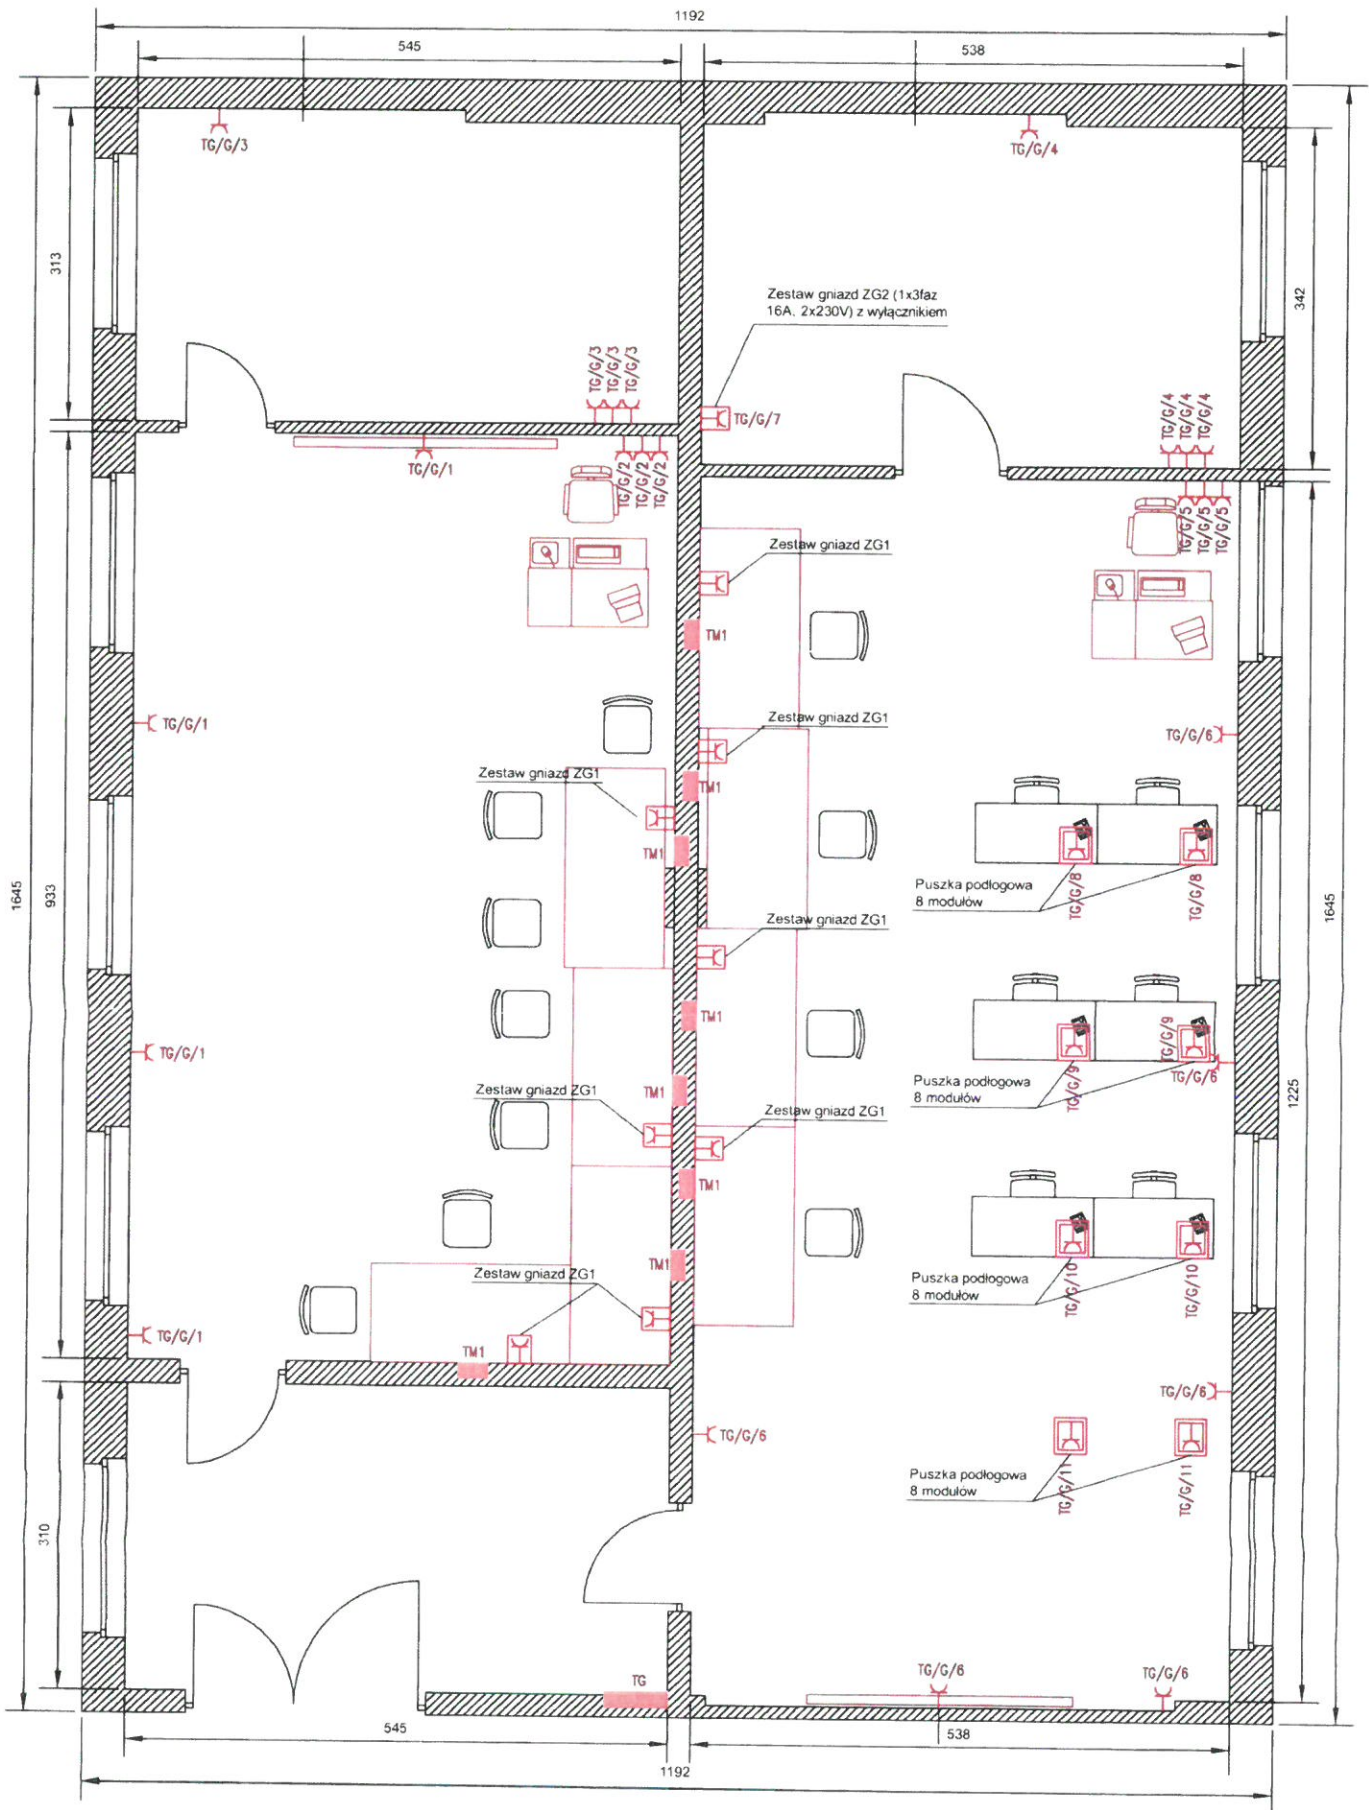 1192
545
538
TG/G/3
TG/G/4
313
342
Zestaw gniazd ZG2 (1x3faz
16A, 2x230V) z wyłącznikiem
TG/G/3
TG/G/3
TG/G/3
TG/G/7
TG/G/4
TG/G/4
TG/G/4
TG/G/1
TG/G/2
TG/G/2
TG/G/2
TG/G/5
TG/G/5
TG/G/5
Zestaw gniazd ZG1
TM1
TG/G/1
Zestaw gniazd ZG1
TG/G/6
Zestaw gniazd ZG1
TM1
TM1
Puszka podłogowa
8 modułów
TG/G/8
TG/G/8
1645
933
1645
Zestaw gniazd ZG1
TM1
TG/G/1
TG/G/9
TG/G/6
Puszka podłogowa
8 modułów
TG/G/9
1225
Zestaw gniazd ZG1
TM1
Zestaw gniazd ZG1
TM1
Zestaw gniazd ZG1
TM1
Puszka podłogowa
8 modułów
TG/G/10
TG/G/10
TG/G/1
TM1
TG/G/6
TG/G/6
Puszka podłogowa
8 modułów
TG/G/11
TG/G/11
310
TG
TG/G/6
TG/G/6
545
538
1192